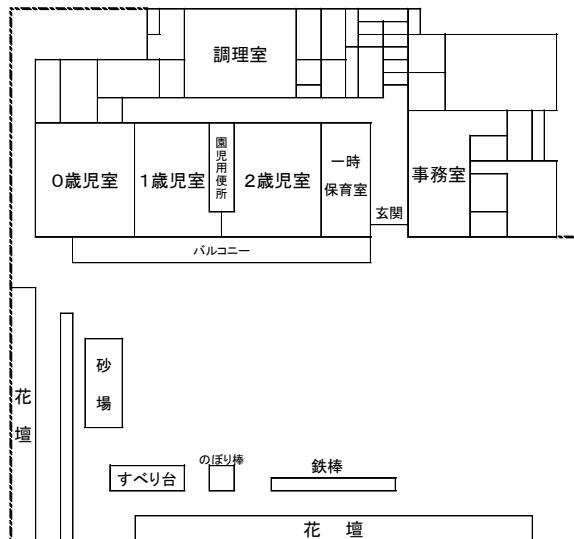 調理室
0歳児室
1歳児室
園児用便所
2歳児室
一時
保育室
事務室
玄関
バルコニー
花壇
砂場
すべり台
のぼり棒
鉄棒
花　壇